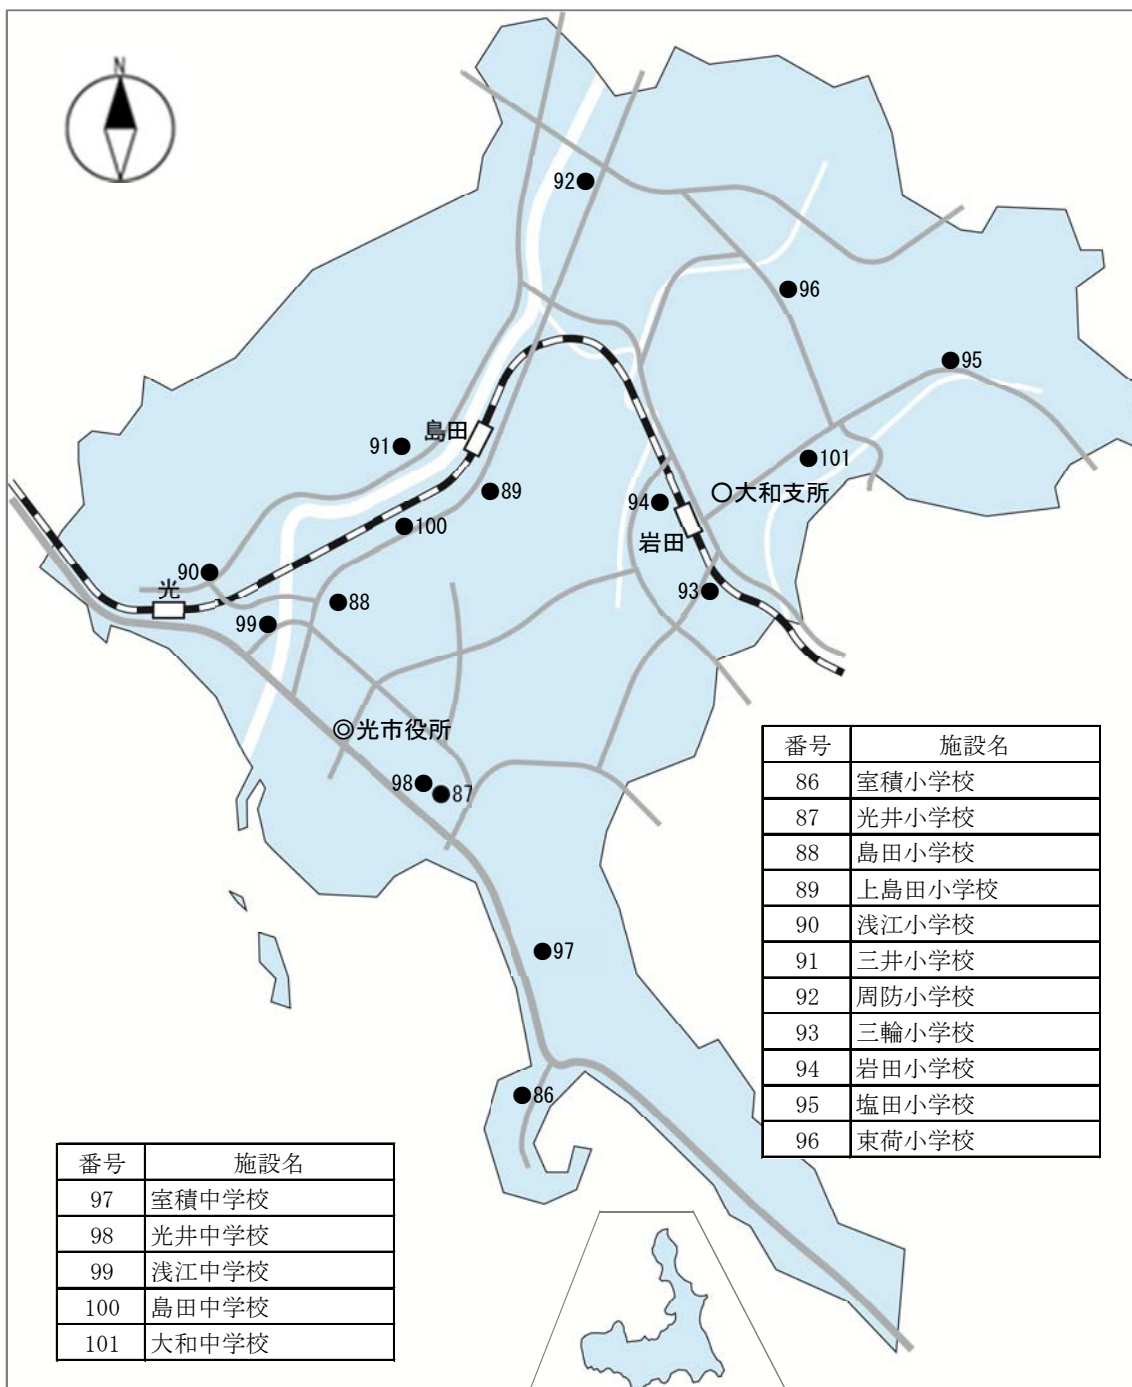 N
92
96
95
島田
91
101
89
大和支所
94
100
岩田
90
光
93
88
99
光市役所
98
87
97
86
番号 施設名
86 室積小学校
87 光井小学校
88 島田小学校
89 上島田小学校
90 浅江小学校
91 三井小学校
92 周防小学校
93 三輪小学校
94 岩田小学校
95 塩田小学校
96 束荷小学校
番号 施設名
97 室積中学校
98 光井中学校
99 浅江中学校
100 島田中学校
101 大和中学校